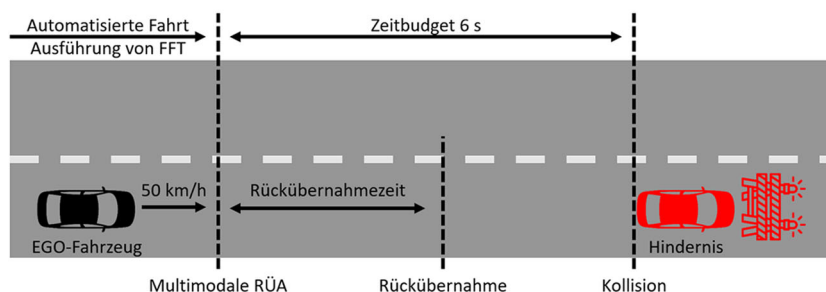 Automatisierte Fahrt
Zeitbudget 6 s
Ausführung von FFT
50 km/h
Rückübernahmezeit
EGO-Fahrzeug
Hindernis
Multimodale RÜA
Rückübernahme
Kollision